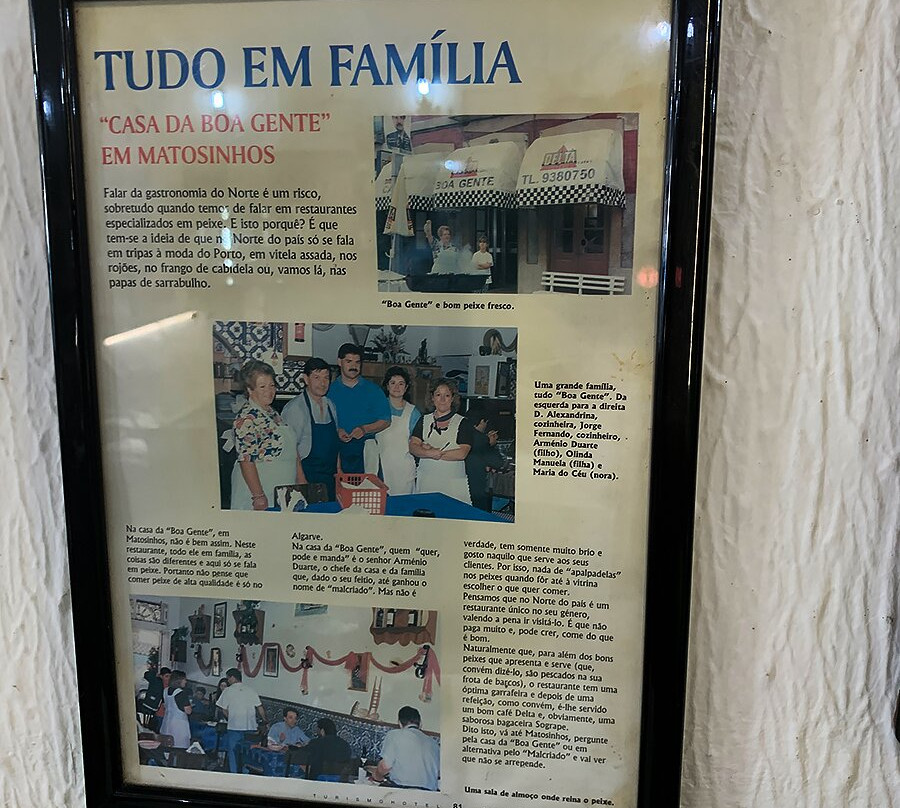 TUDO EM FAMÍLIA
"CASA DA BOA GENTE"
EM MATOSINHOS
Falar da gastronomia do Norte é um risco,
sobretudo quando temos de falar em restaurantes
especializados em peixe. E isto porquê? É que
tem-se a ideia de que no Norte do país só se fala
em tripas à moda do Porto, em vitela assada, nos
rojões, no frango de cabidela ou, vamos lá, nas
papas de sarrabulho.
DELTA
BOA GENTE
TL. 9380750
"Boa Gente" e bom peixe fresco.
Uma grande família,
tudo "Boa Gente". Da
esquerda para a direita
D. Alexandrina,
cozinheira, Jorge
Fernando, cozinheiro,
Arménio Duarte
(filho), Olinda
Manuela (filha) e
Maria do Céu (nora).
Na casa da "Boa Gente", em
Matosinhos, não é bem assim. Neste
restaurante, todo ele em família, as
coisas são diferentes e aqui só se fala
em peixe. Portanto não pense que
comer peixe de alta qualidade é só no
Algarve.
Na casa da "Boa Gente", quem "quer,
pode e manda" é o senhor Arménio
Duarte, o chefe da casa e da família
que, dado o seu feitio, até ganhou o
nome de "malcriado". Mas não é
verdade, tem somente muito brio e
gosto naquilo que serve aos seus
clientes. Por isso, nada de "apalpadelas"
nos peixes quando fôr até à vitrina
escolher o que quer comer.
Pensamos que no Norte do país é um
restaurante único no seu género,
valendo a pena ir visitá-lo. É que não
paga muito e, pode crer, come do que
é bom.
Naturalmente que, para além dos bons
peixes que apresenta e serve (que,
convém dizê-lo, são pescados na sua
frota de barcos), o restaurante tem uma
óptima garrafeira e depois de uma
refeição, como convém, é-lhe servido
um bom café Delta e, obviamente, uma
saborosa bagaceira Sogrape.
Dito isto, vá até Matosinhos, pergunte
pela casa da "Boa Gente" ou em
alternativa pelo "Malcriado" e vai ver
que não se arrepende.
Uma sala de almoço onde reina o peixe.
TURISMOHOTEL 81